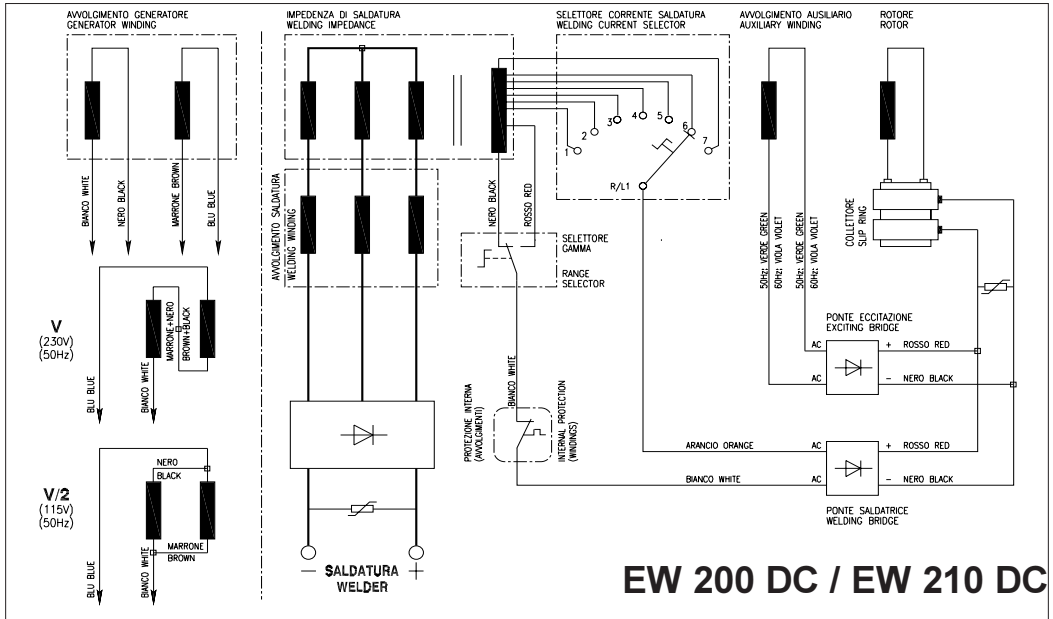 AVVOLGIMENTO GENERATORE
GENERATOR WINDING
IMPEDENZA DI SALDATURA
WELDING IMPEDANCE
SELETTORE CORRENTE SALDATURA
WELDING CURRENT SELECTOR
AVVOLGIMENTO AUSILIARIO
AUXILIARY WINDING
ROTORE
ROTOR
1
2
3
4
5
6
7
R/L1
BIANCO WHITE
NERO BLACK
MARRONE BROWN
BLU BLUE
AVVOLGIMENTO SALDATURA
WELDING WINDING
NERO BLACK
ROSSO RED
SELETTORE
GAMMA
RANGE
SELECTOR
50Hz: VERDE GREEN
60Hz: VIOLA VIOLET
50Hz: VERDE GREEN
60Hz: VIOLA VIOLET
COLLETTORE
SLIP RING
V
(230V)
(50Hz)
BLU BLUE
BIANCO WHITE
MARRONE+NERO
BROWN+BLACK
PONTE ECCITAZIONE
EXCITING BRIDGE
AC
+
ROSSO RED
AC
-
NERO BLACK
BIANCO WHITE
PROTEZIONE INTERNA
(AVVOLGIMENTI)
INTERNAL PROTECTION
(WINDINGS)
ARANCIO ORANGE
AC
+
ROSSO RED
BIANCO WHITE
AC
-
NERO BLACK
PONTE SALDATRICE
WELDING BRIDGE
V/2
(115V)
(50Hz)
NERO
BLACK
MARRONE
BROWN
BLU BLUE
BIANCO WHITE
— SALDATURA +
WELDER
EW 200 DC / EW 210 DC